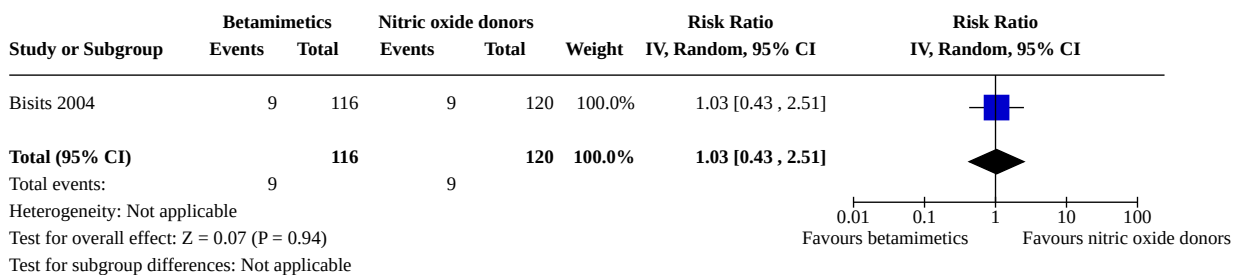 Betamimetics Nitric oxide donors Risk Ratio Risk Ratio
Study or Subgroup Events Total Events Total Weight IV, Random, 95% CI IV, Random, 95% CI
Bisits 2004 9 116 9 120 100.0% 1.03 [0.43 , 2.51]
Total (95% CI) 116 120 100.0% 1.03 [0.43 , 2.51]
Total events: 9 9
Heterogeneity: Not applicable
0.01 0.1 1 10 100
Test for overall effect: Z = 0.07 (P = 0.94)
Favours betamimetics Favours nitric oxide donors
Test for subgroup differences: Not applicable